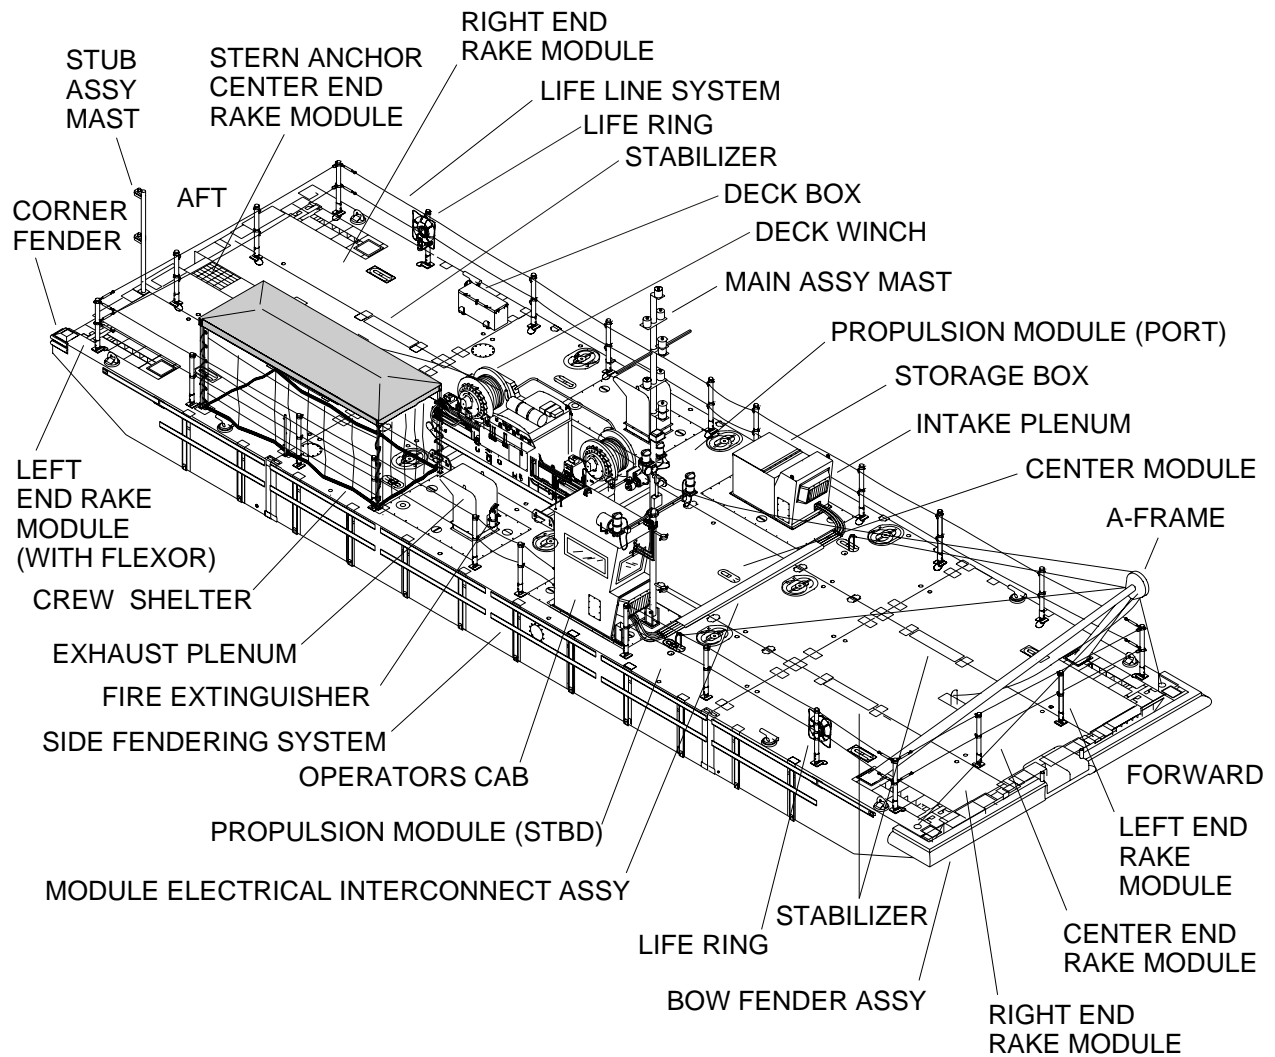 RIGHT END
RAKE MODULE
STUB
ASSY
MAST
STERN ANCHOR
CENTER END
RAKE MODULE
LIFE LINE SYSTEM
LIFE RING
STABILIZER
DECK BOX
DECK WINCH
MAIN ASSY MAST
PROPULSION MODULE (PORT)
STORAGE BOX
INTAKE PLENUM
CENTER MODULE
A-FRAME
AFT
CORNER
FENDER
LEFT
END RAKE
MODULE
(WITH FLEXOR)
CREW SHELTER
EXHAUST PLENUM
FIRE EXTINGUISHER
SIDE FENDERING SYSTEM
OPERATORS CAB
PROPULSION MODULE (STBD)
MODULE ELECTRICAL INTERCONNECT ASSY
LIFE RING
STABILIZER
BOW FENDER ASSY
FORWARD
LEFT END
RAKE
MODULE
CENTER END
RAKE MODULE
RIGHT END
RAKE MODULE